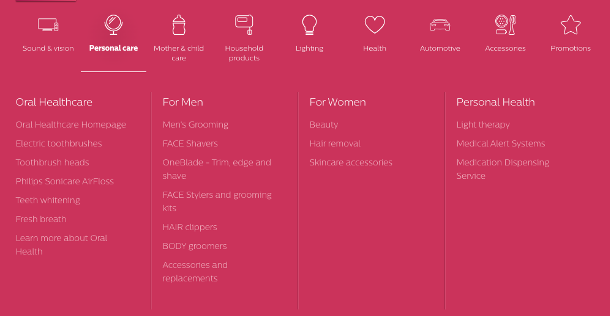 Sound & vision
Personal care
Mother & child
care
Household
products
Lighting
Health
Automotive
Accessories
Promotions
Oral Healthcare
Oral Healthcare Homepage
Electric toothbrushes
Toothbrush heads
Philips Sonicare AirFloss
Teeth whitening
Fresh breath
Learn more about Oral
Health
For Men
Men's Grooming
FACE Shavers
OneBlade - Trim, edge and
shave
FACE Stylers and grooming
kits
HAIR clippers
BODY groomers
Accessories and
replacements
For Women
Beauty
Hair removal
Skincare accessories
Personal Health
Light therapy
Medical Alert Systems
Medication Dispensing
Service